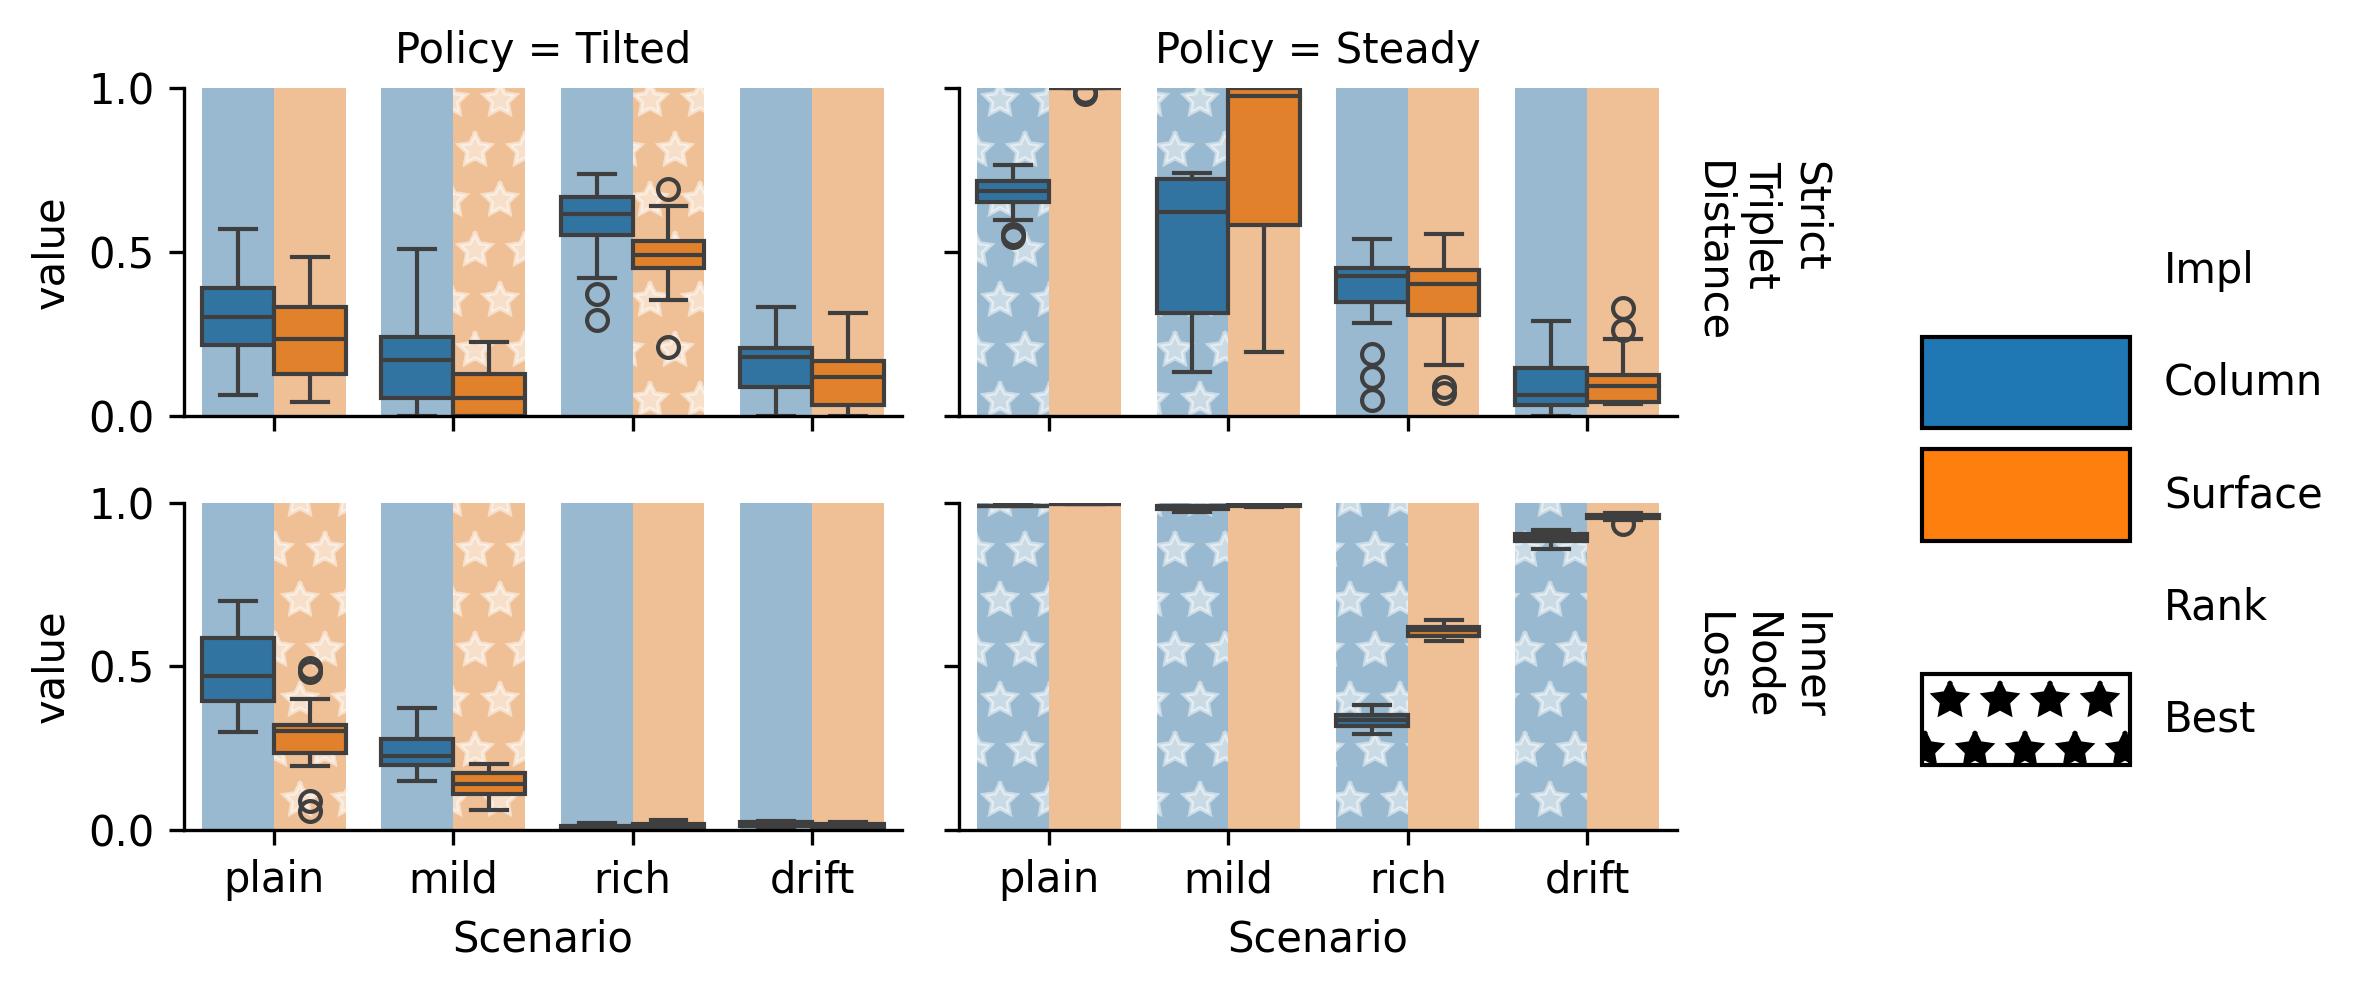 Policy = Tilted
Policy = Steady
1.0
0.5
0.0
value
Strict
Triplet
Distance
1.0
0.5
0.0
value
Inner
Node
Loss
plain
mild
rich
drift
Scenario
plain
mild
rich
drift
Scenario
Impl
Column
Surface
Rank
Best